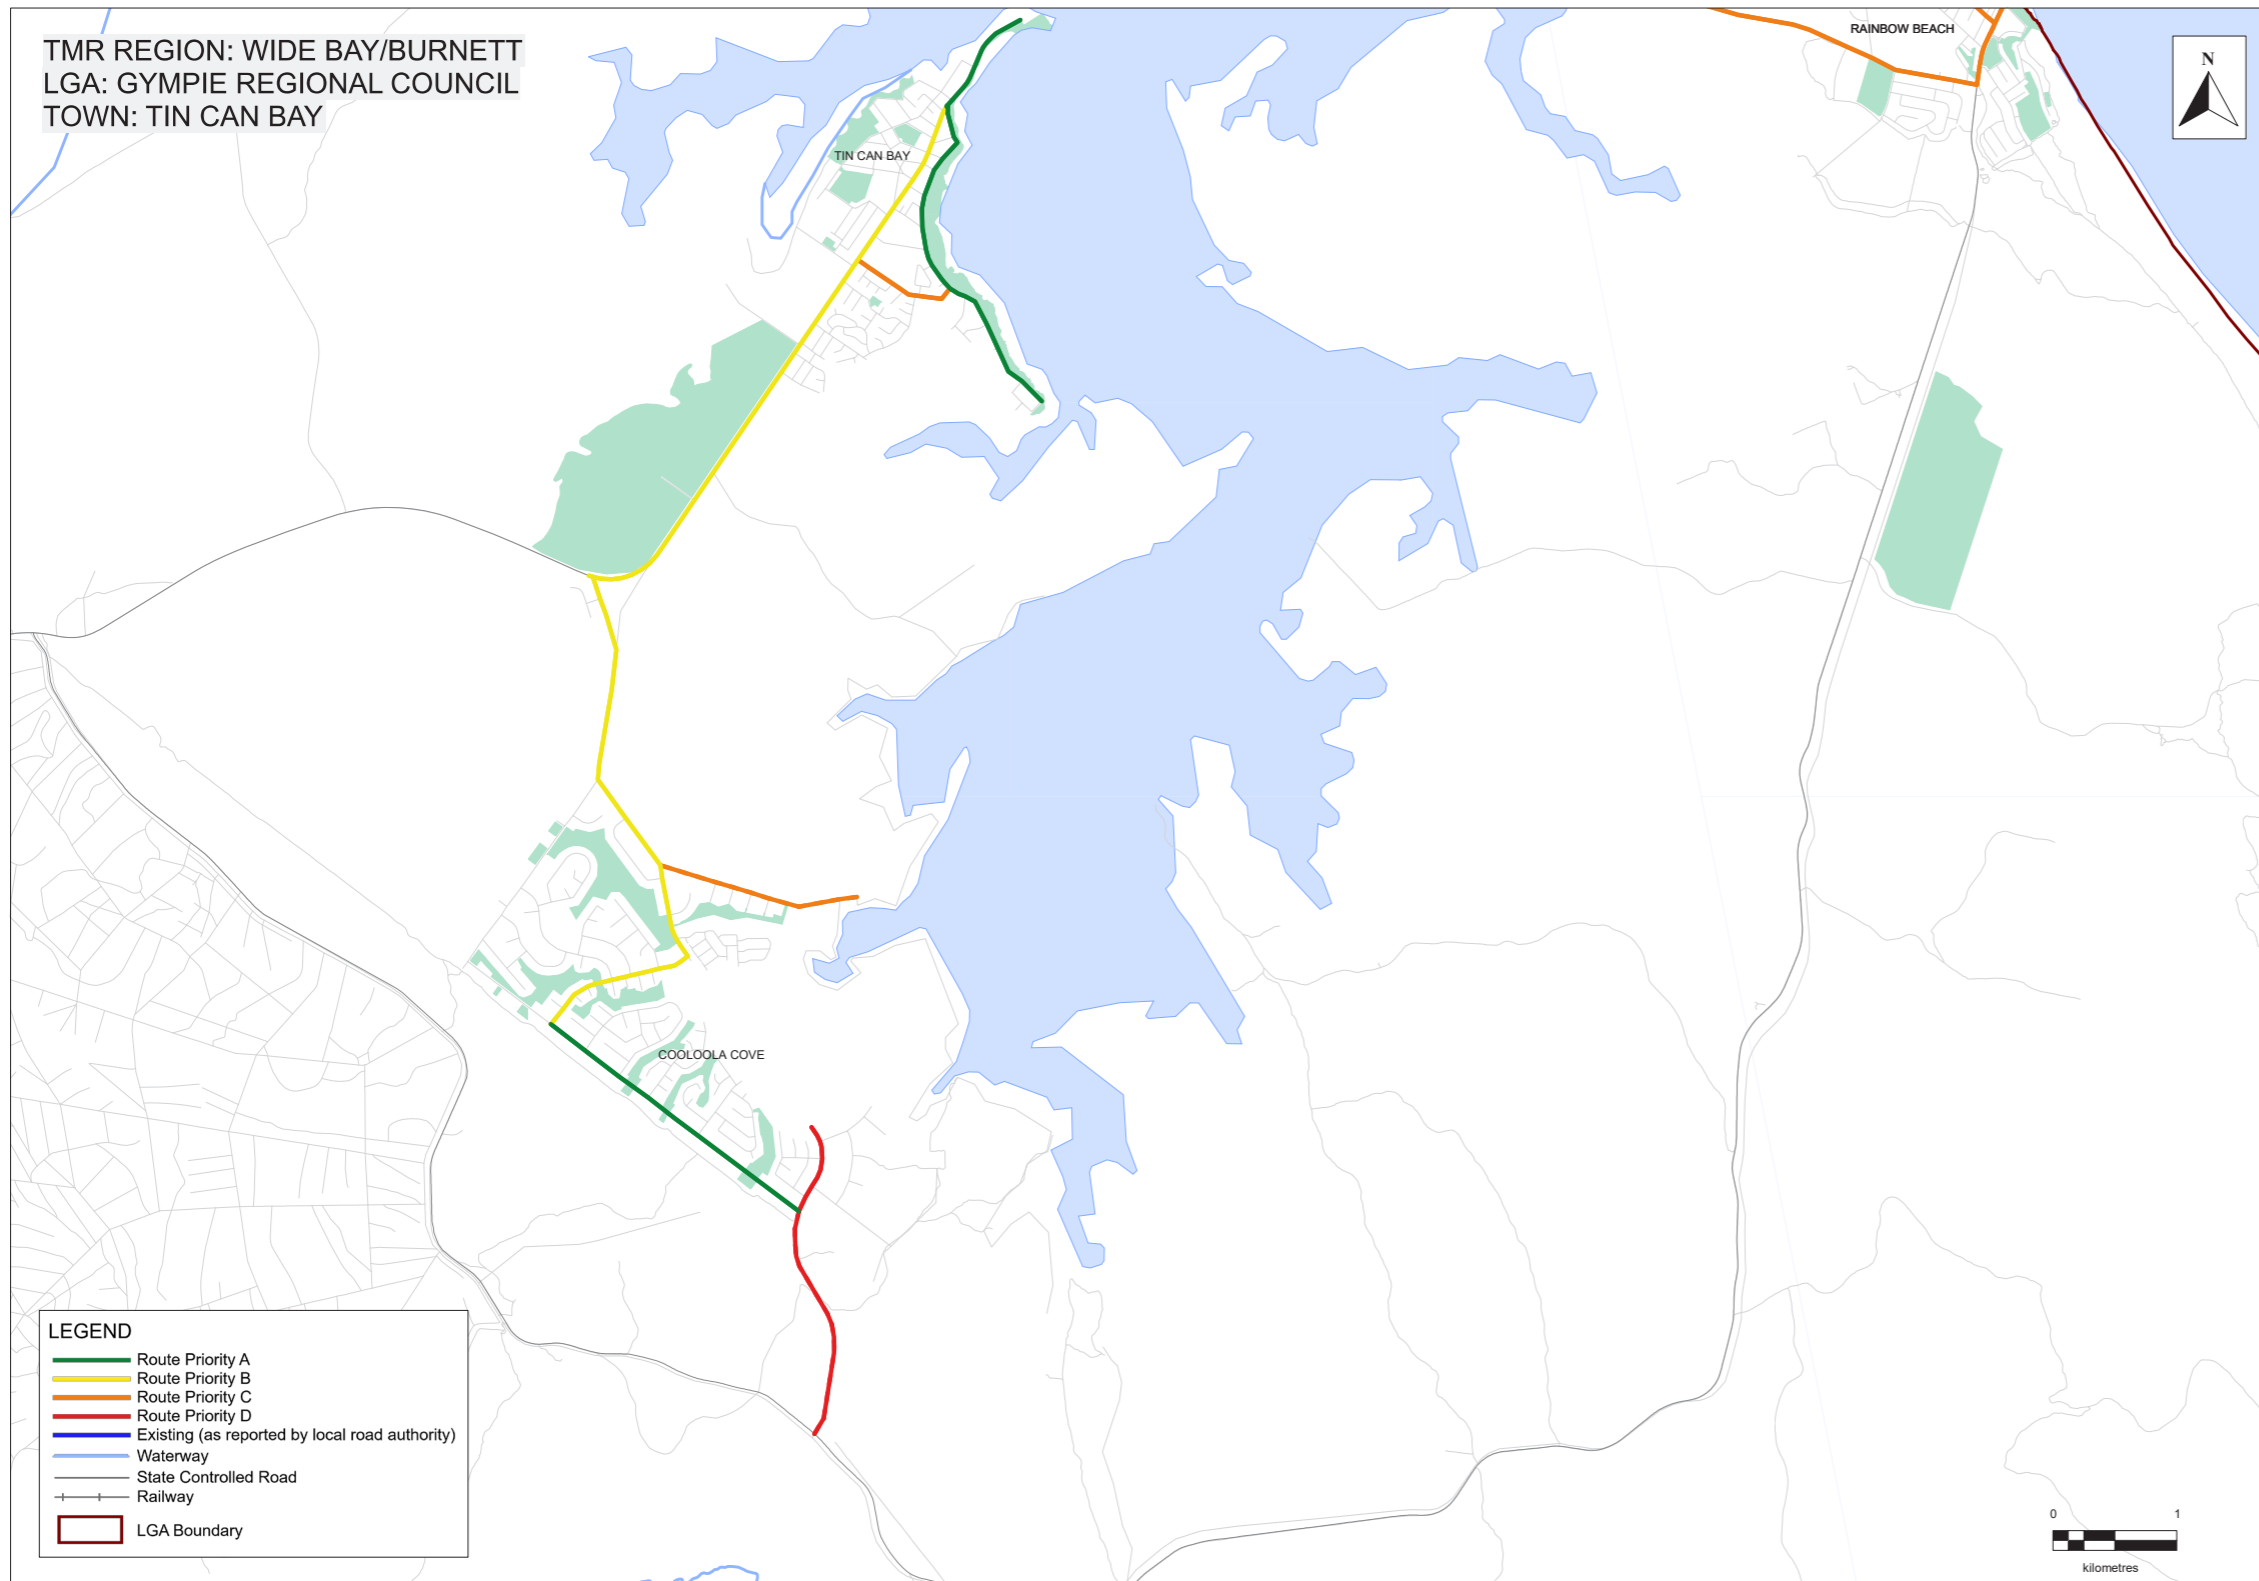 TMR REGION: WIDE BAY/BURNETT
LGA: GYMPIE REGIONAL COUNCIL
TOWN: TIN CAN BAY
RAINBOW BEACH
N
TIN CAN BAY
COOLOOLA COVE
LEGEND
Route Priority A
Route Priority B
Route Priority C
Route Priority D
Existing (as reported by local road authority)
Waterway
State Controlled Road
Railway
LGA Boundary
0 1
kilometres